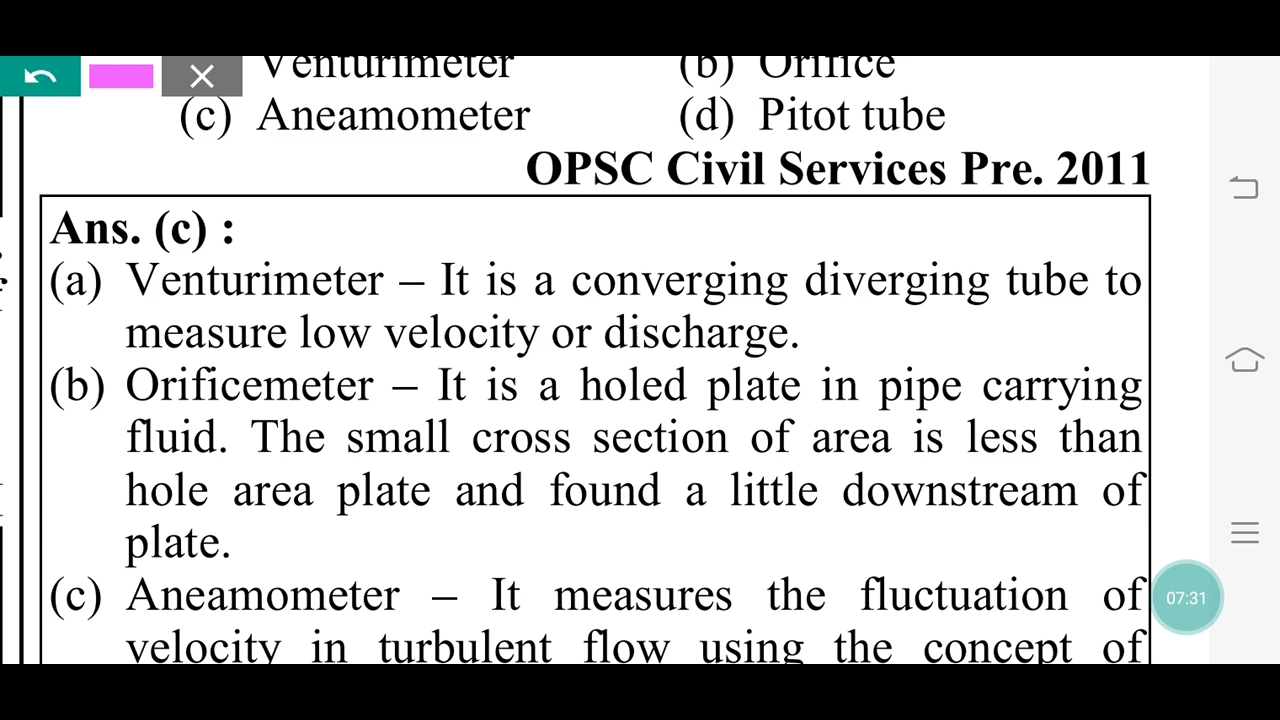 Venturimeter (b) Orifice
(c) Aneamometer (d) Pitot tube
OPSC Civil Services Pre. 2011
Ans. (c) :
(a) Venturimeter – It is a converging diverging tube to
measure low velocity or discharge.
(b) Orificemeter – It is a holed plate in pipe carrying
fluid. The small cross section of area is less than
hole area plate and found a little downstream of
plate.
(c) Aneamometer – It measures the fluctuation of
velocity in turbulent flow using the concept of
07:31